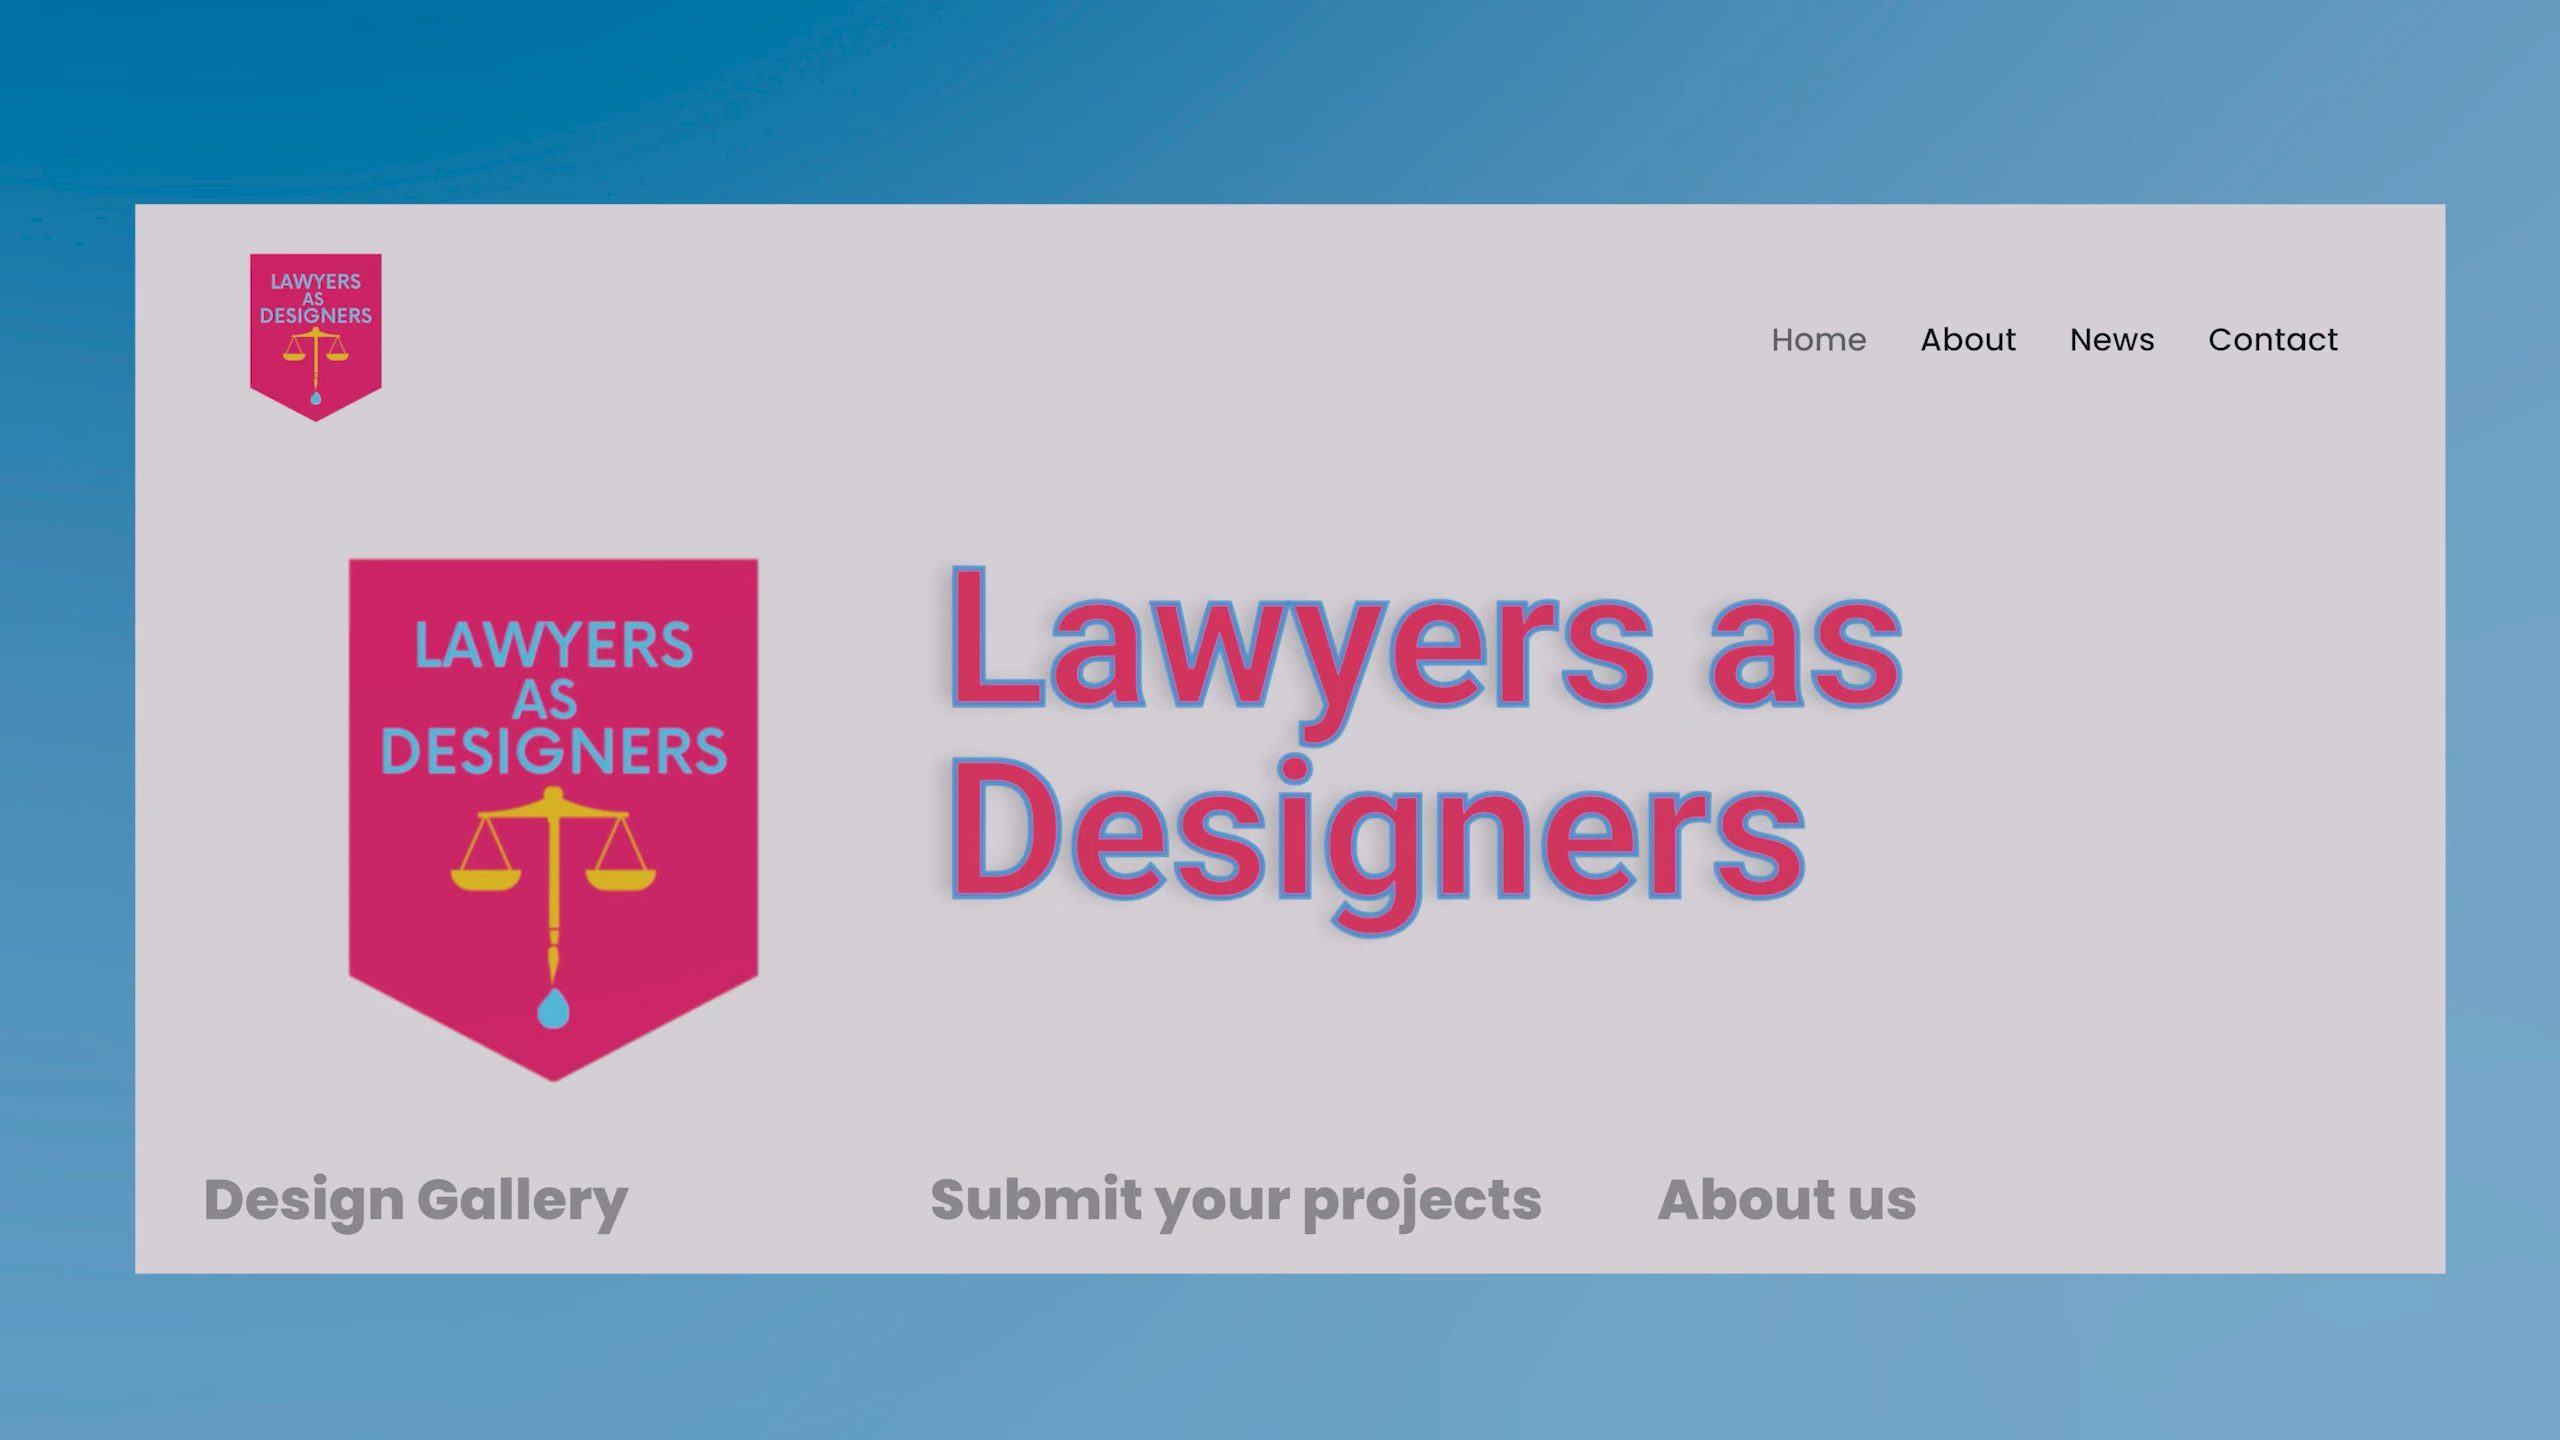 LAWYERS
AS
DESIGNERS
Home About News Contact
LAWYERS
AS
DESIGNERS
Lawyers as
Designers
Design Gallery Submit your projects About us